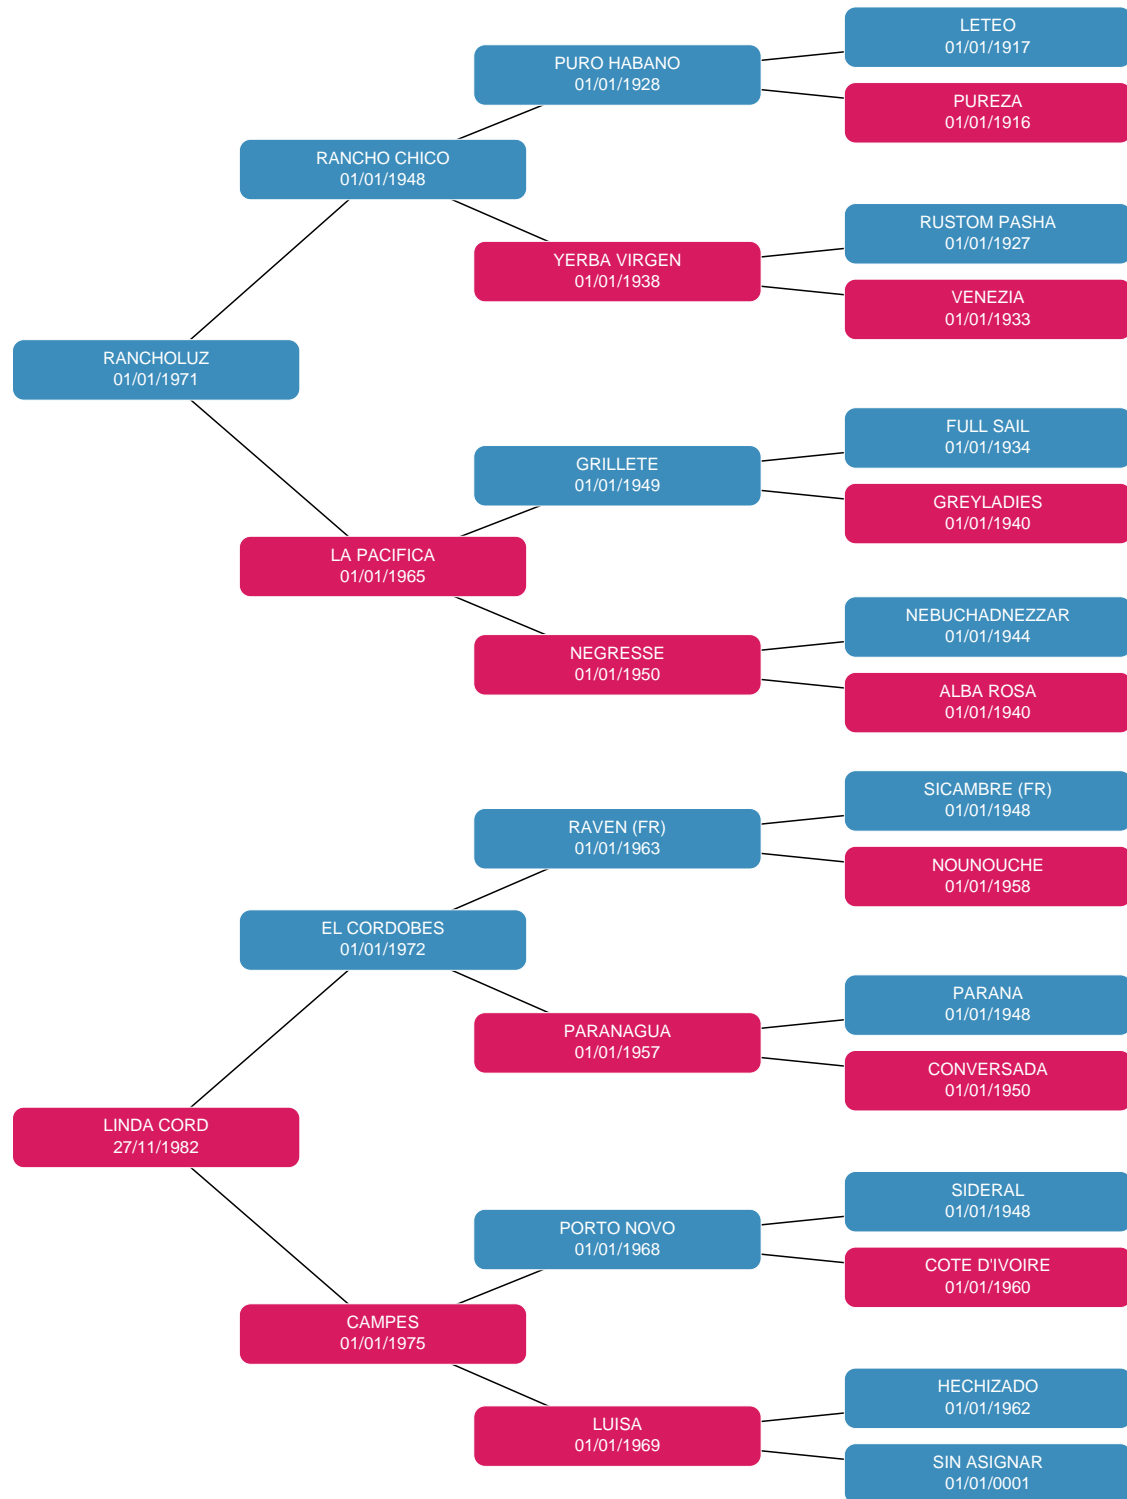 LETEO
01/01/1917
PURO HABANO
01/01/1928
PUREZA
01/01/1916
RANCHO CHICO
01/01/1948
RUSTOM PASHA
01/01/1927
YERBA VIRGEN
01/01/1938
VENEZIA
01/01/1933
RANCHOLUZ
01/01/1971
FULL SAIL
01/01/1934
GRILLETE
01/01/1949
GREYLADIES
01/01/1940
LA PACIFICA
01/01/1965
NEBUCHADNEZZAR
01/01/1944
NEGRESSE
01/01/1950
ALBA ROSA
01/01/1940
SICAMBRE (FR)
01/01/1948
RAVEN (FR)
01/01/1963
NOUNOUCHE
01/01/1958
EL CORDOBES
01/01/1972
PARANA
01/01/1948
PARANAGUA
01/01/1957
CONVERSADA
01/01/1950
LINDA CORD
27/11/1982
SIDERAL
01/01/1948
PORTO NOVO
01/01/1968
COTE D'IVOIRE
01/01/1960
CAMPES
01/01/1975
HECHIZADO
01/01/1962
LUISA
01/01/1969
SIN ASIGNAR
01/01/0001